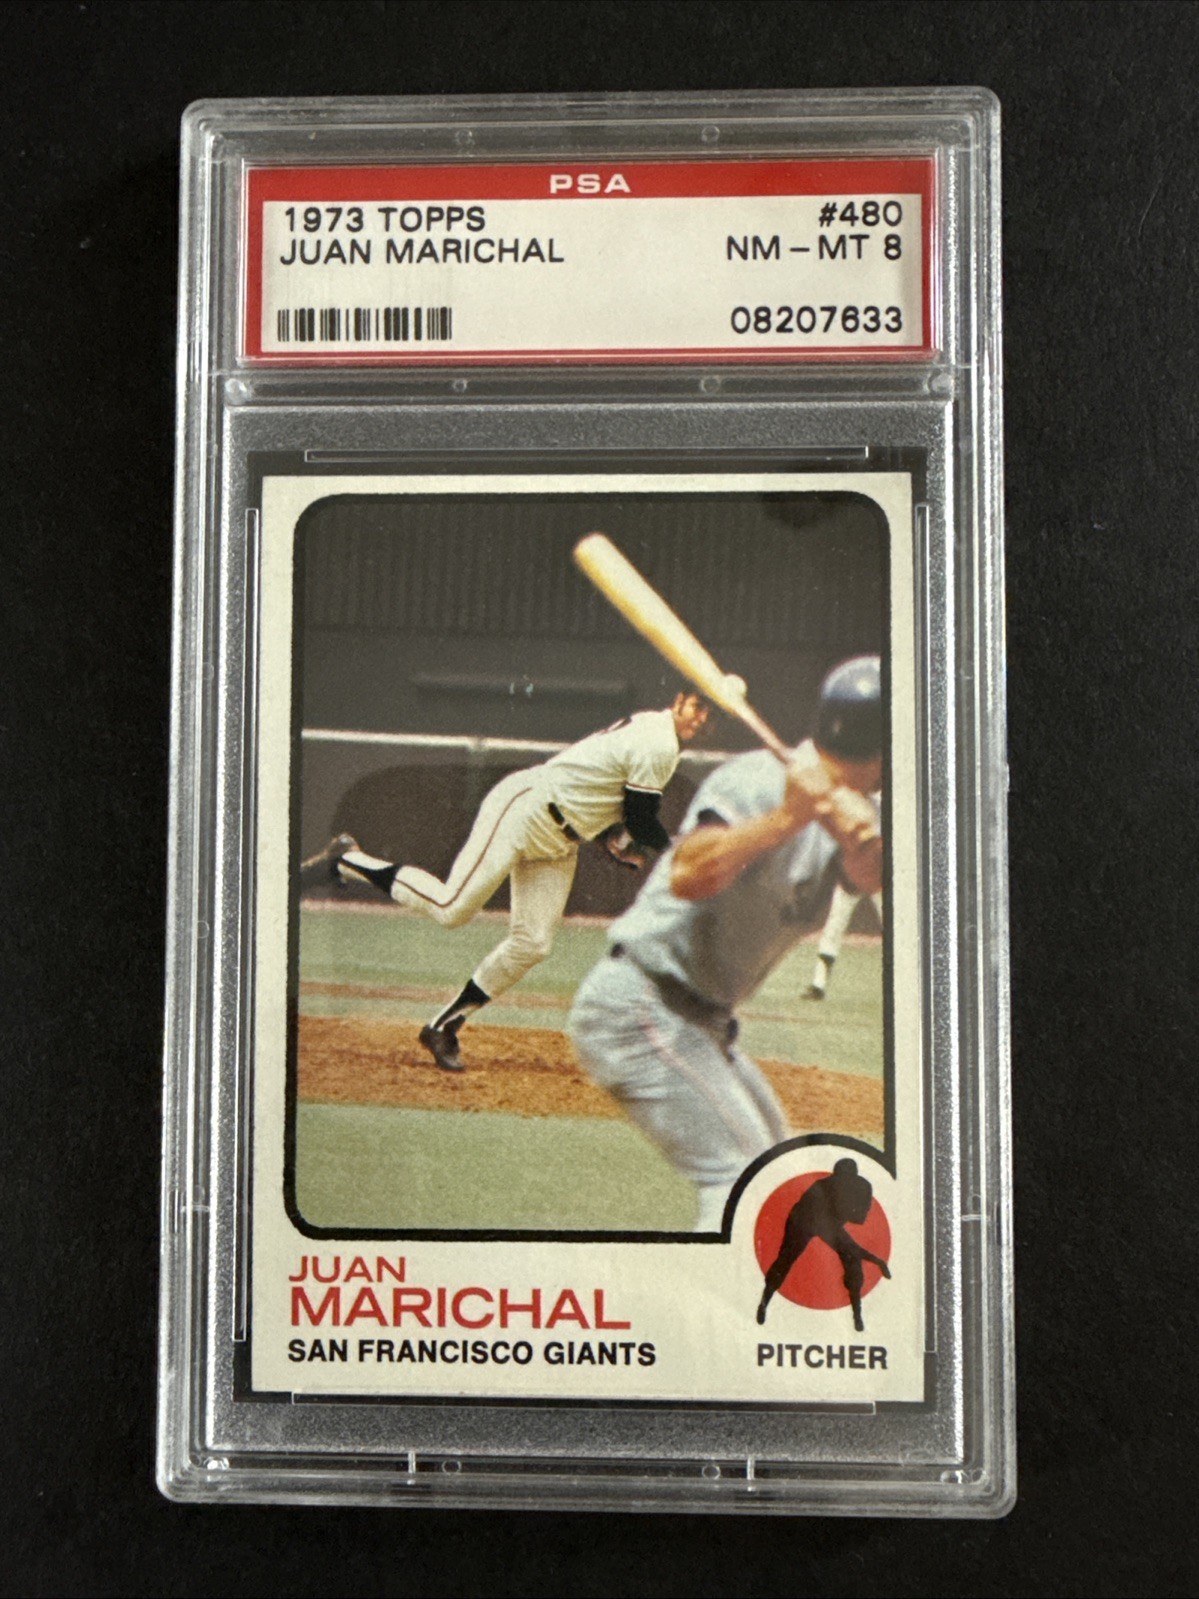 PSA
1973 TOPPS #480
JUAN MARICHAL NM - MT 8
08207633
JUAN
MARICHAL
SAN FRANCISCO GIANTS PITCHER